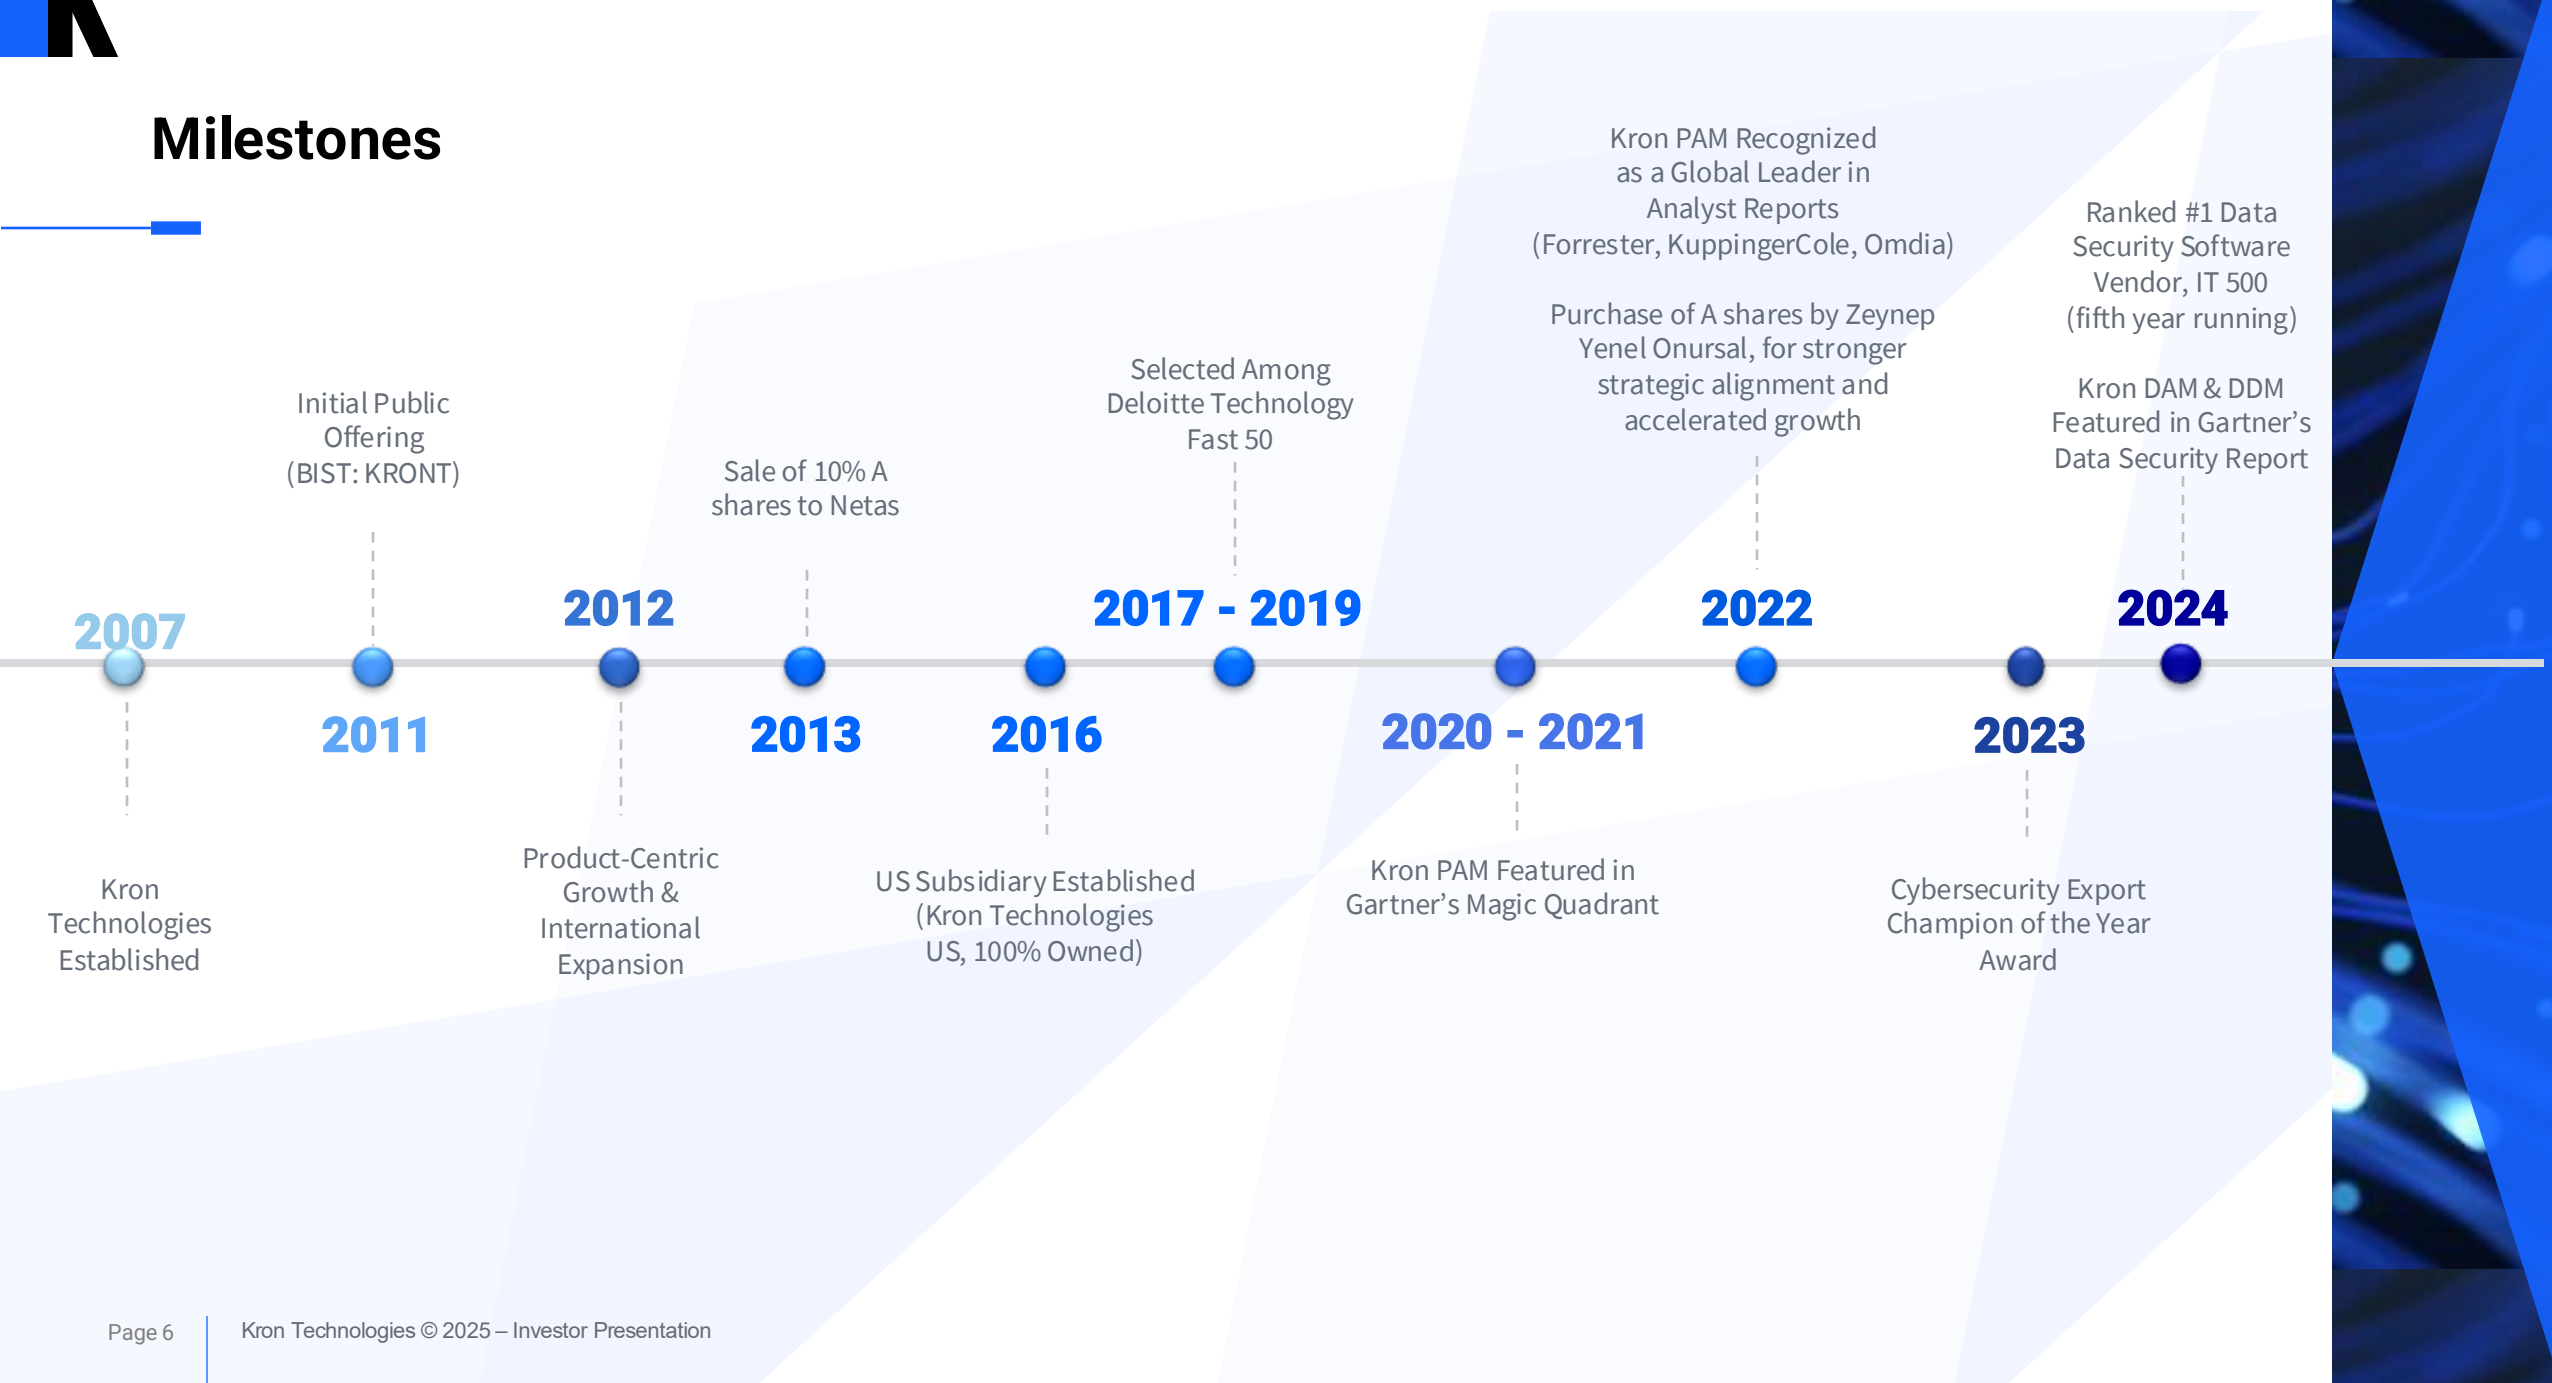 Milestones
Kron PAM Recognized
as a Global Leader in
Analyst Reports
(Forrester, KuppingerCole, Omdia)
Purchase of A shares by Zeynep
Yenel Onursal, for stronger
strategic alignment and
accelerated growth
Ranked #1 Data
Security Software
Vendor, IT 500
(fifth year running)
Kron DAM & DDM
Featured in Gartner’s
Data Security Report
Initial Public
Offering
(BIST: KRONT)
Sale of 10% A
shares to Netas
Selected Among
Deloitte Technology
Fast 50
2007
2012
2017 - 2019
2022
2024
2011
2013
2016
2020 - 2021
2023
Kron
Technologies
Established
Product-Centric
Growth &
International
Expansion
US Subsidiary Established
(Kron Technologies
US, 100% Owned)
Kron PAM Featured in
Gartner’s Magic Quadrant
Cybersecurity Export
Champion of the Year
Award
Page 6
Kron Technologies © 2025 – Investor Presentation